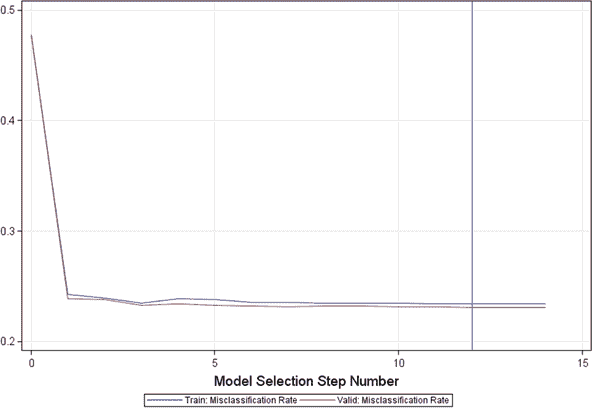 0.5
0.4
0.3
0.2
0 5 10 15
Model Selection Step Number
Train: Misclassification Rate Valid: Misclassification Rate